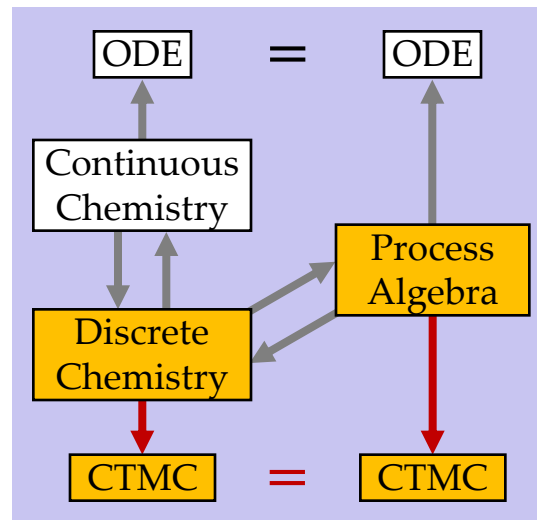 ODE = ODE
Continuous
Chemistry
Process
Algebra
Discrete
Chemistry
CTMC = CTMC